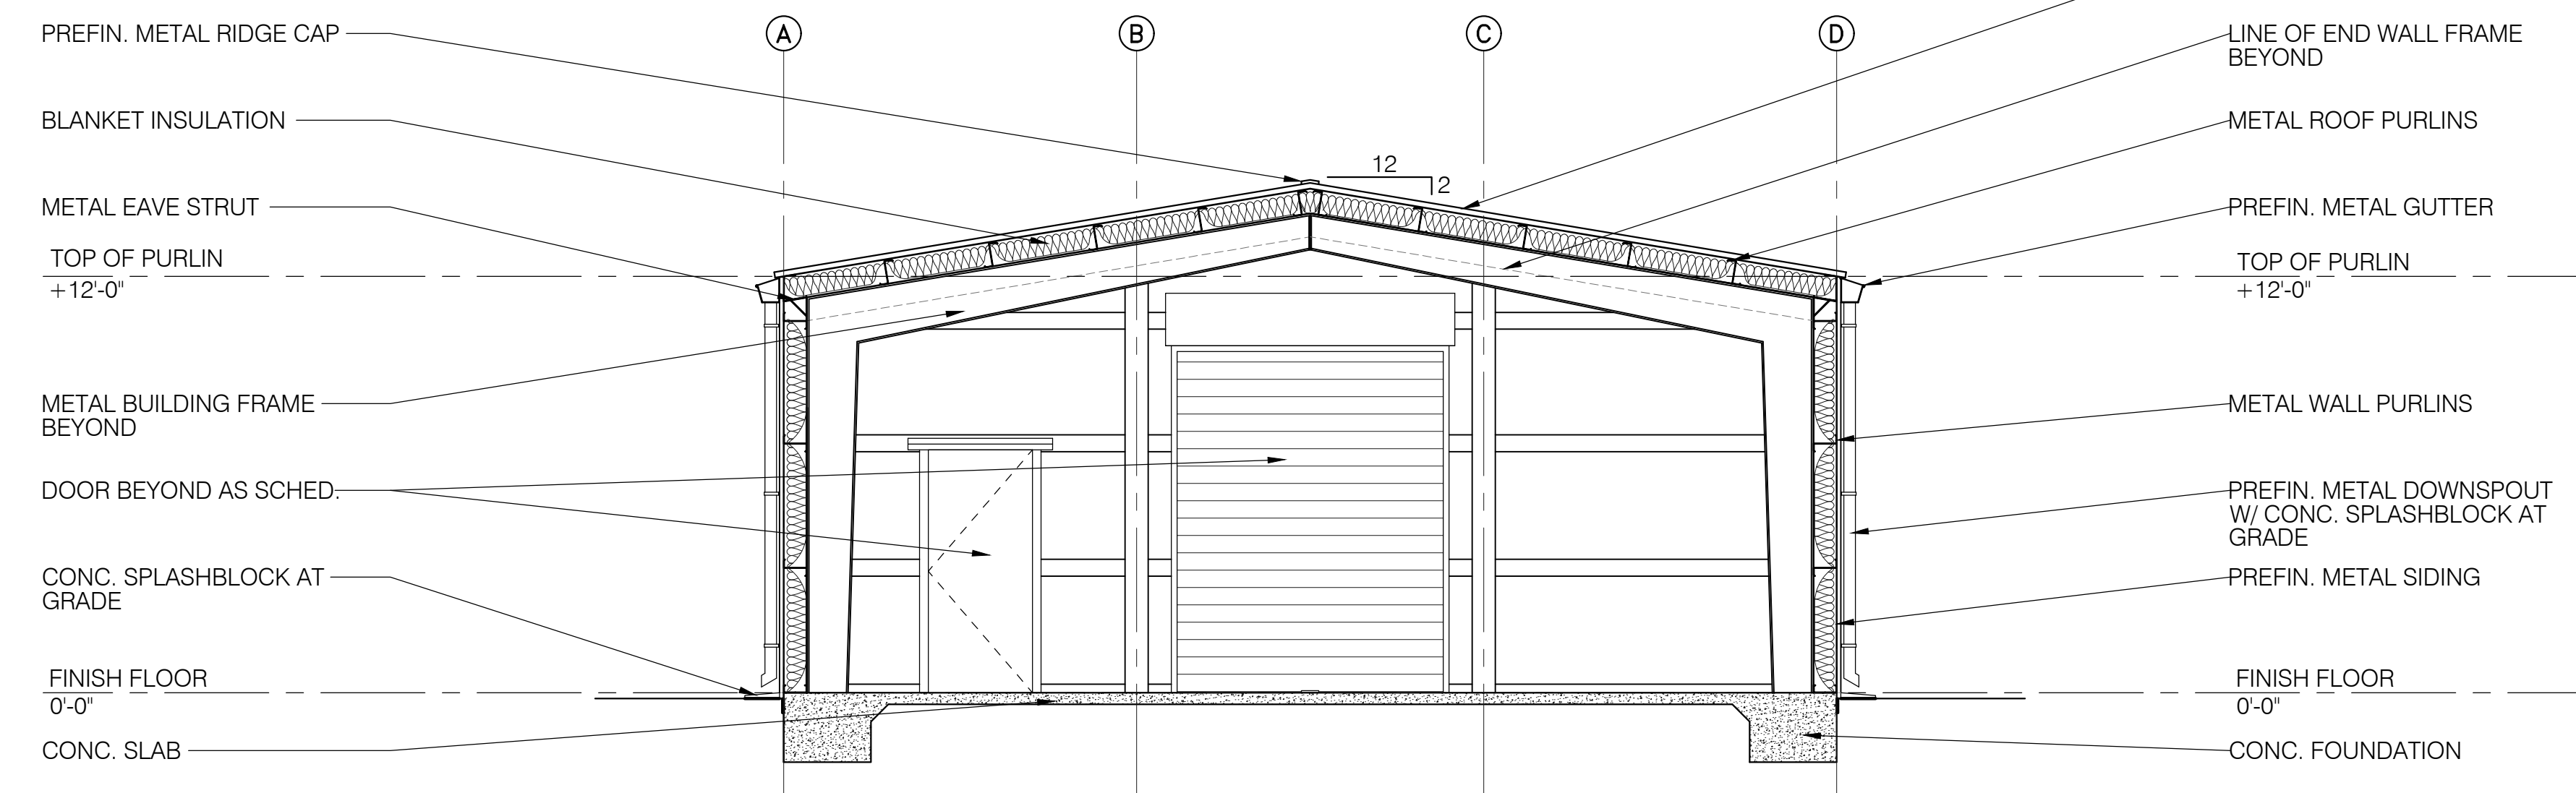 A B C D
PREFIN. METAL RIDGE CAP
BLANKET INSULATION
METAL EAVE STRUT
TOP OF PURLIN
+12'-0"
METAL BUILDING FRAME
BEYOND
DOOR BEYOND AS SCHED.
CONC. SPLASHBLOCK AT
GRADE
FINISH FLOOR
0'-0"
CONC. SLAB
12
2
LINE OF END WALL FRAME
BEYOND
METAL ROOF PURLINS
PREFIN. METAL GUTTER
TOP OF PURLIN
+12'-0"
METAL WALL PURLINS
PREFIN. METAL DOWNSPOUT
W/ CONC. SPLASHBLOCK AT
GRADE
PREFIN. METAL SIDING
FINISH FLOOR
0'-0"
CONC. FOUNDATION